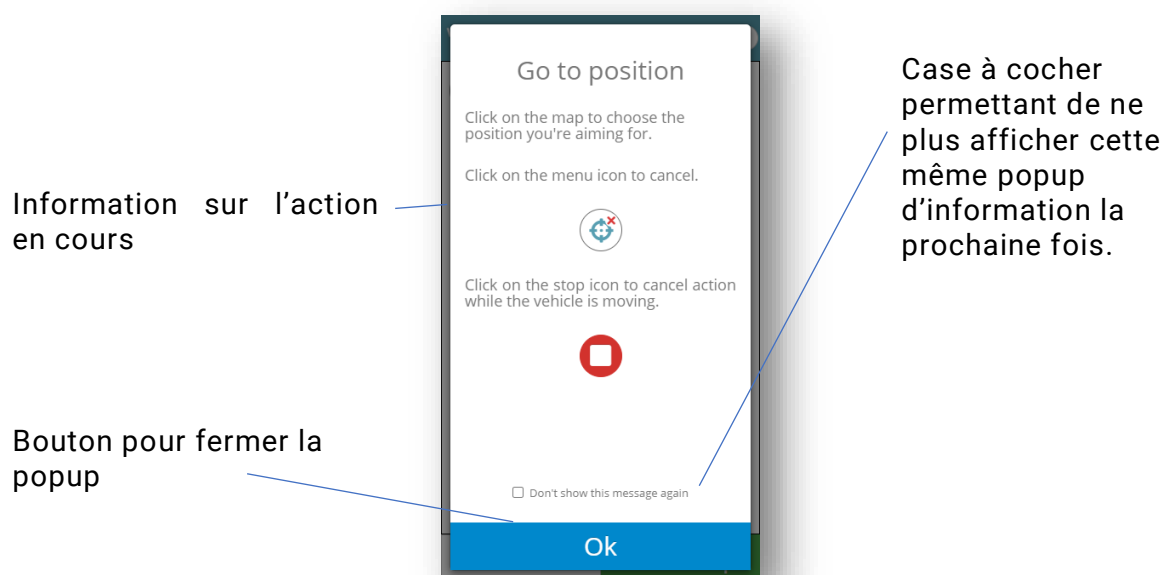 Go to position
Click on the map to choose the
position you're aiming for.
Click on the menu icon to cancel.
Click on the stop icon to cancel action
while the vehicle is moving.
Don't show this message again
Ok
Information sur l’action
en cours
Bouton pour fermer la
popup
Case à cocher
permettant de ne
plus afficher cette
même popup
d’information la
prochaine fois.